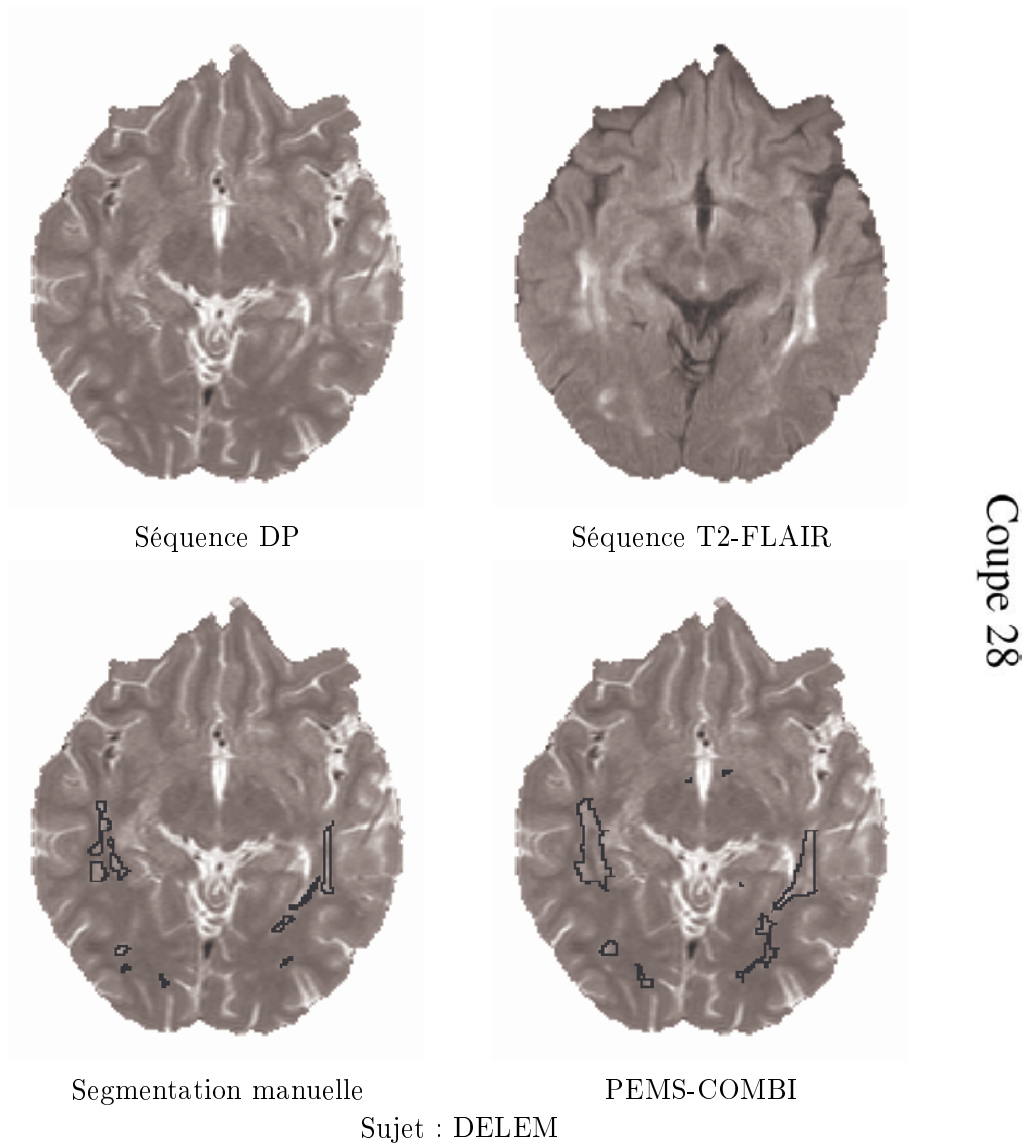 Séquence DP
Séquence T2-FLAIR
Coupe 28
Segmentation manuelle
PEMS-COMBI
Sujet : DELEM